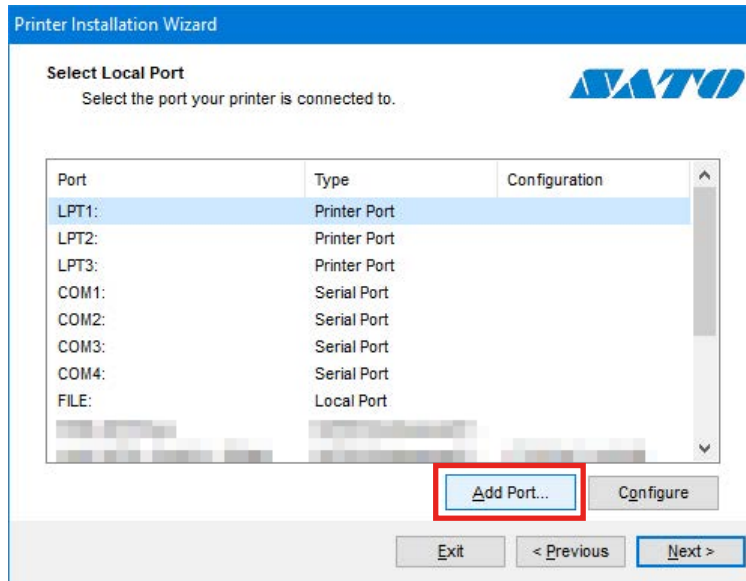 Printer Installation Wizard
Select Local Port
Select the port your printer is connected to.
SATO
Port Type Configuration
LPT1: Printer Port
LPT2: Printer Port
LPT3: Printer Port
COM1: Serial Port
COM2: Serial Port
COM3: Serial Port
COM4: Serial Port
FILE: Local Port
Add Port... Configure
Exit < Previous Next >